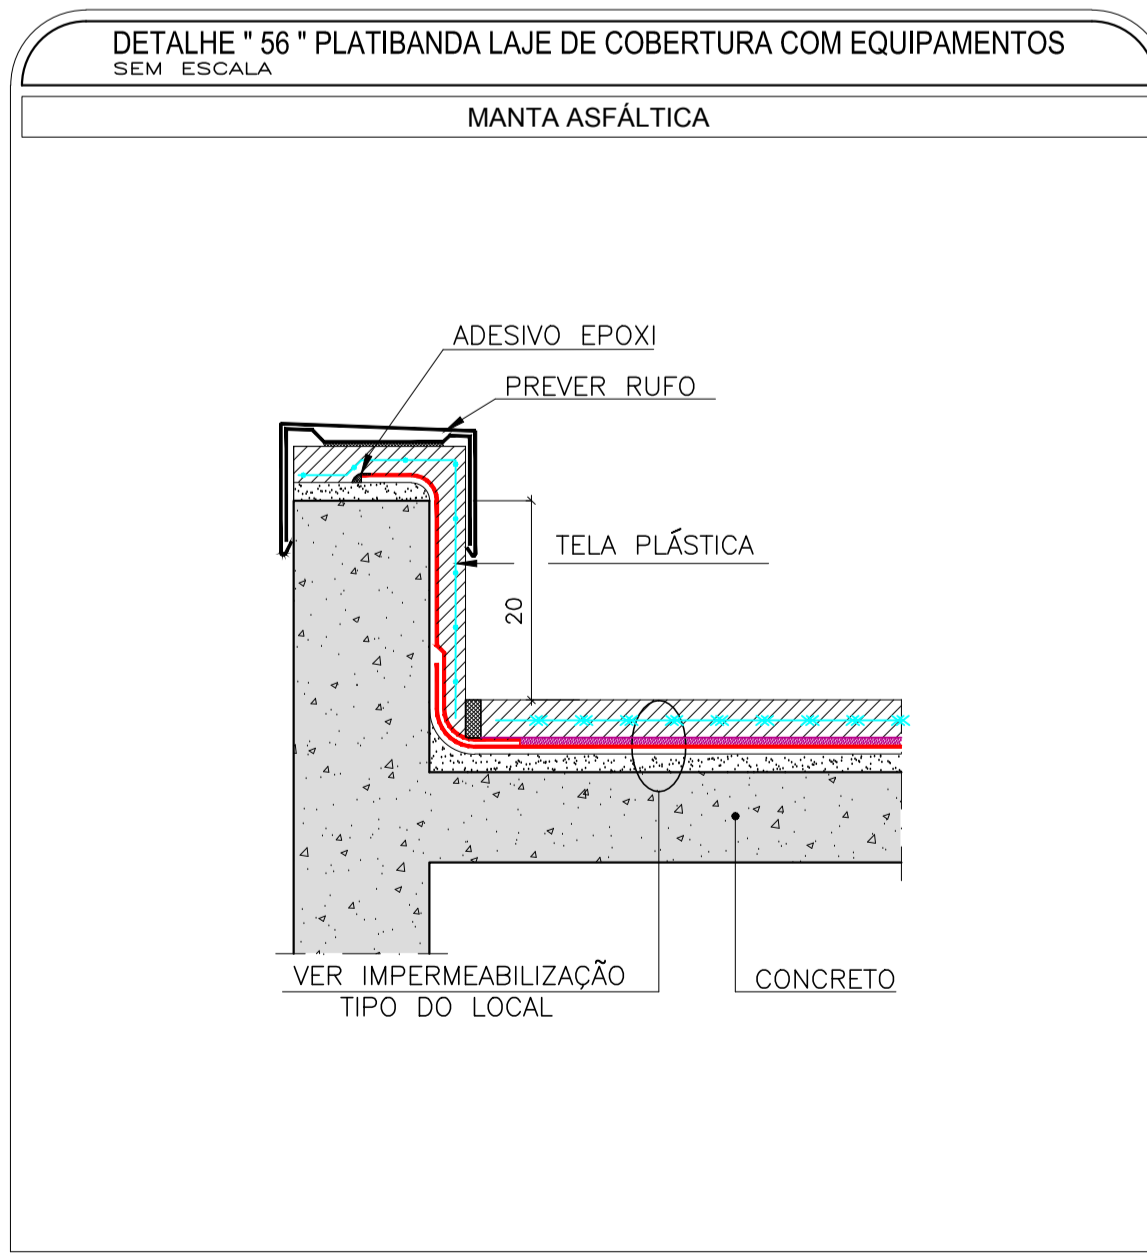 DETALHE " 56 " PLATIBANDA LAJE DE COBERTURA COM EQUIPAMENTOS
SEM ESCALA
MANTA ASFÁLTICA
ADESIVO EPOXI
PREVER RUFO
TELA PLÁSTICA
20
VER IMPERMEABILIZAÇÃO
TIPO DO LOCAL
CONCRETO